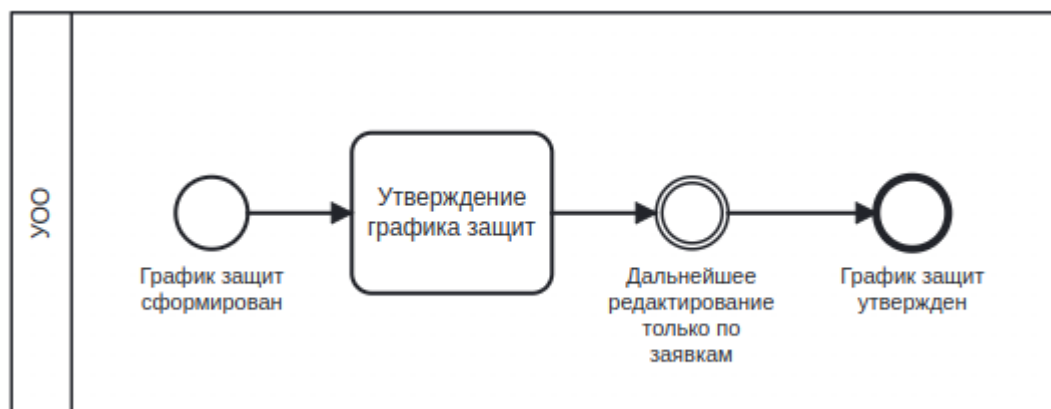 УОО
График защит
сформирован
Утверждение
графика защит
Дальнейшее
редактирование
только по
заявкам
График защит
утвержден